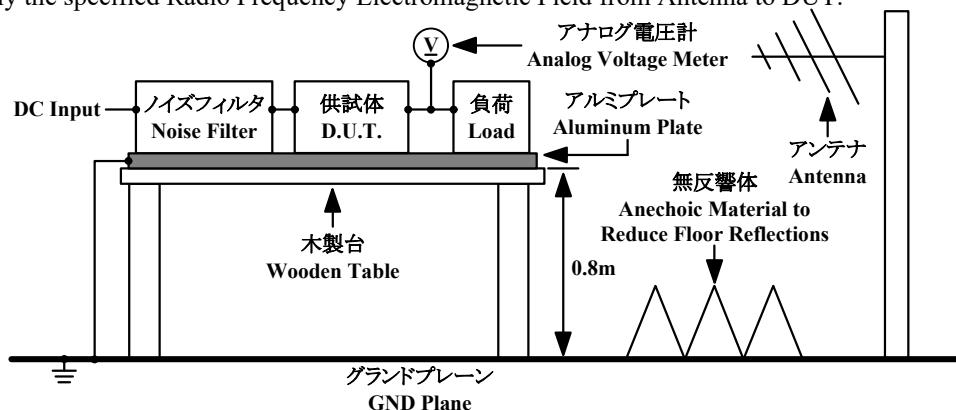 ly the specified Radio Frequency Electromagnetic Field from Antenna to DUT.
V
アナログ電圧計
Analog Voltage Meter
DC Input
ノイズフィルタ
Noise Filter
供試体
D.U.T.
負荷
Load
アルミプレート
Aluminum Plate
アンテナ
Antenna
無反響体
Anechoic Material to
Reduce Floor Reflections
木製台
Wooden Table
0.8m
グランドプレーン
GND Plane